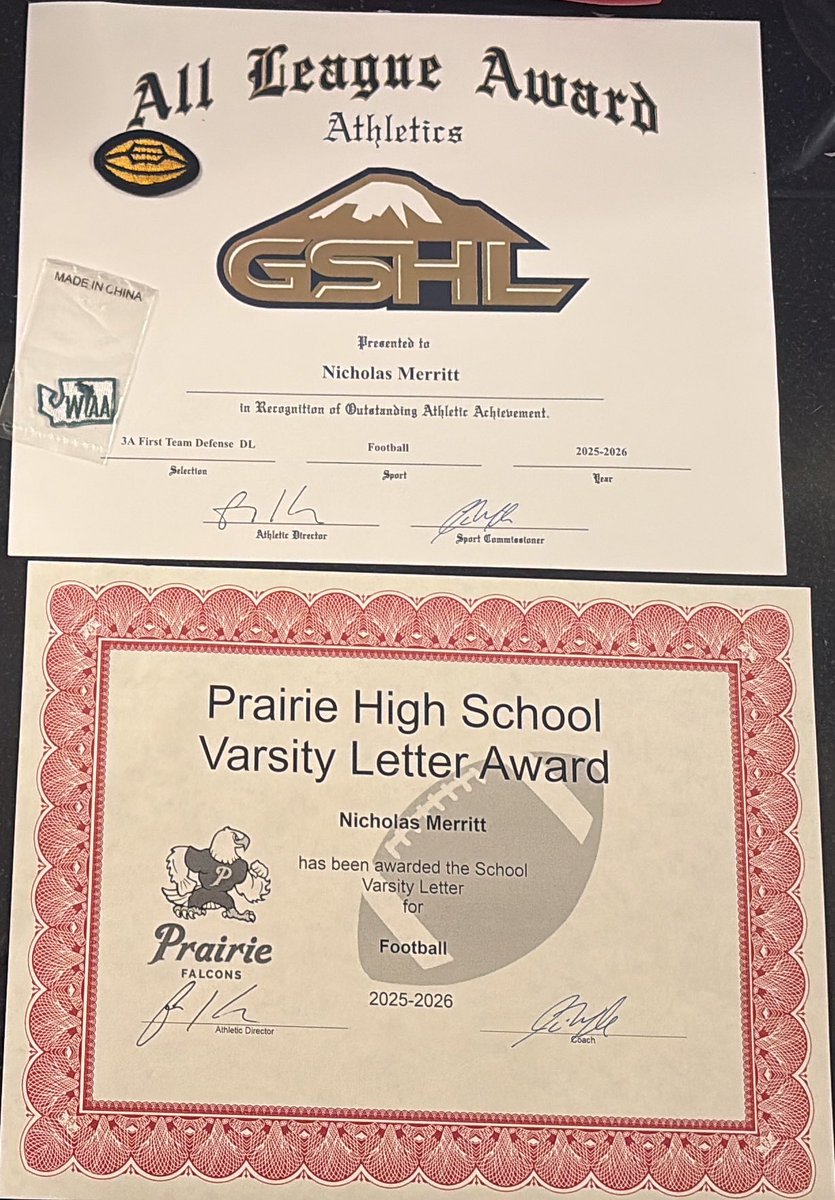 All League Award
Athletics
GSHL
MADE IN CHINA
WIAA
Presented to
Nicholas Merritt
in Recognition of Outstanding Athletic Achievement.
3A First Team Defense DL Football 2025-2026
Selection Sport Year
Athletic Director Sport Commissioner
Prairie High School
Varsity Letter Award
Nicholas Merritt
has been awarded the School
Varsity Letter
for
Football
P
Prairie
FALCONS
2025-2026
Athletic Director Coach